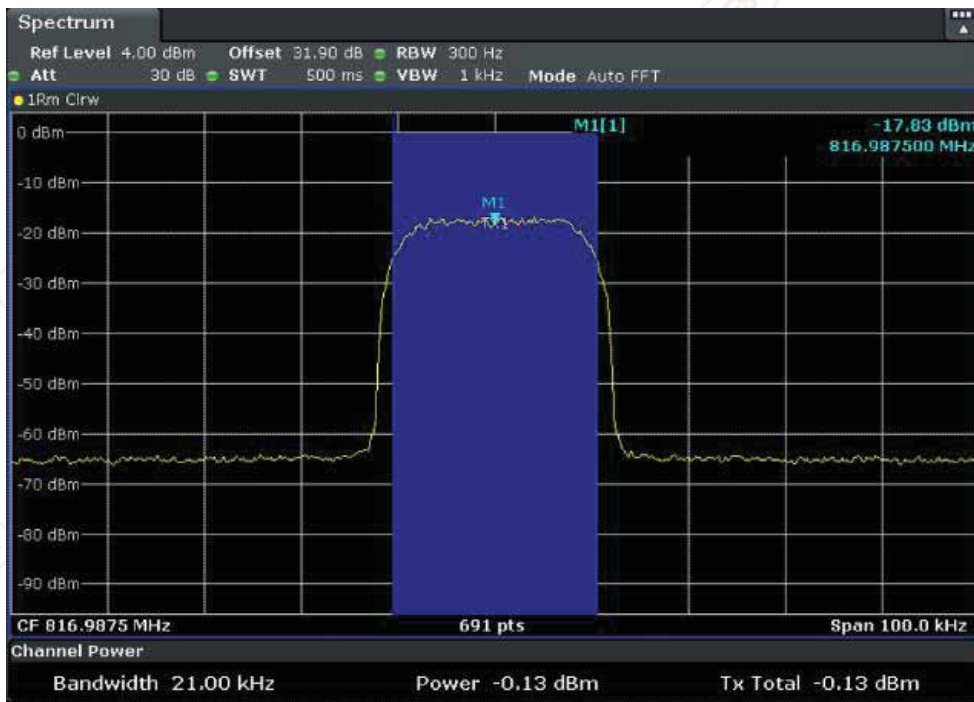 Spectrum
Ref Level 4.00 dBm Offset 31.90 dB RBW 300 Hz
Att 30 dB SWT 500 ms VBW 1 kHz Mode Auto FFT
1Rm Clrw
M1[1] -17.83 dBm
816.987500 MHz
0 dBm
-10 dBm
M1
-20 dBm
-30 dBm
-40 dBm
-50 dBm
-60 dBm
-70 dBm
-80 dBm
-90 dBm
CF 816.9875 MHz 691 pts Span 100.0 kHz
Channel Power
Bandwidth 21.00 kHz Power -0.13 dBm Tx Total -0.13 dBm